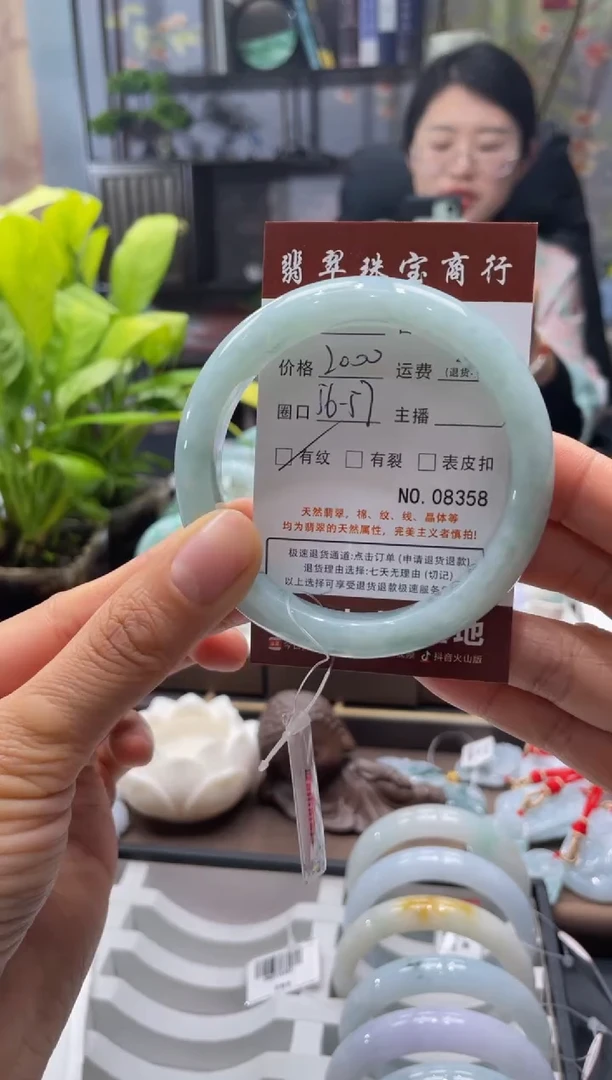 翡翠珠宝商行
价格 2000 运费
(退货
圈口 56-57 主播
有纹 有裂 表皮扣
NO.08358
天然翡翠，棉、纹、线、晶体等
均为翡翠的天然属性，完美主义者慎拍!
极速退货通道:点击订单(申请退货退款)
退货理由选择:七天无理由(切记)
以上选择可享受退货退款极速服务
地
抖音火山版